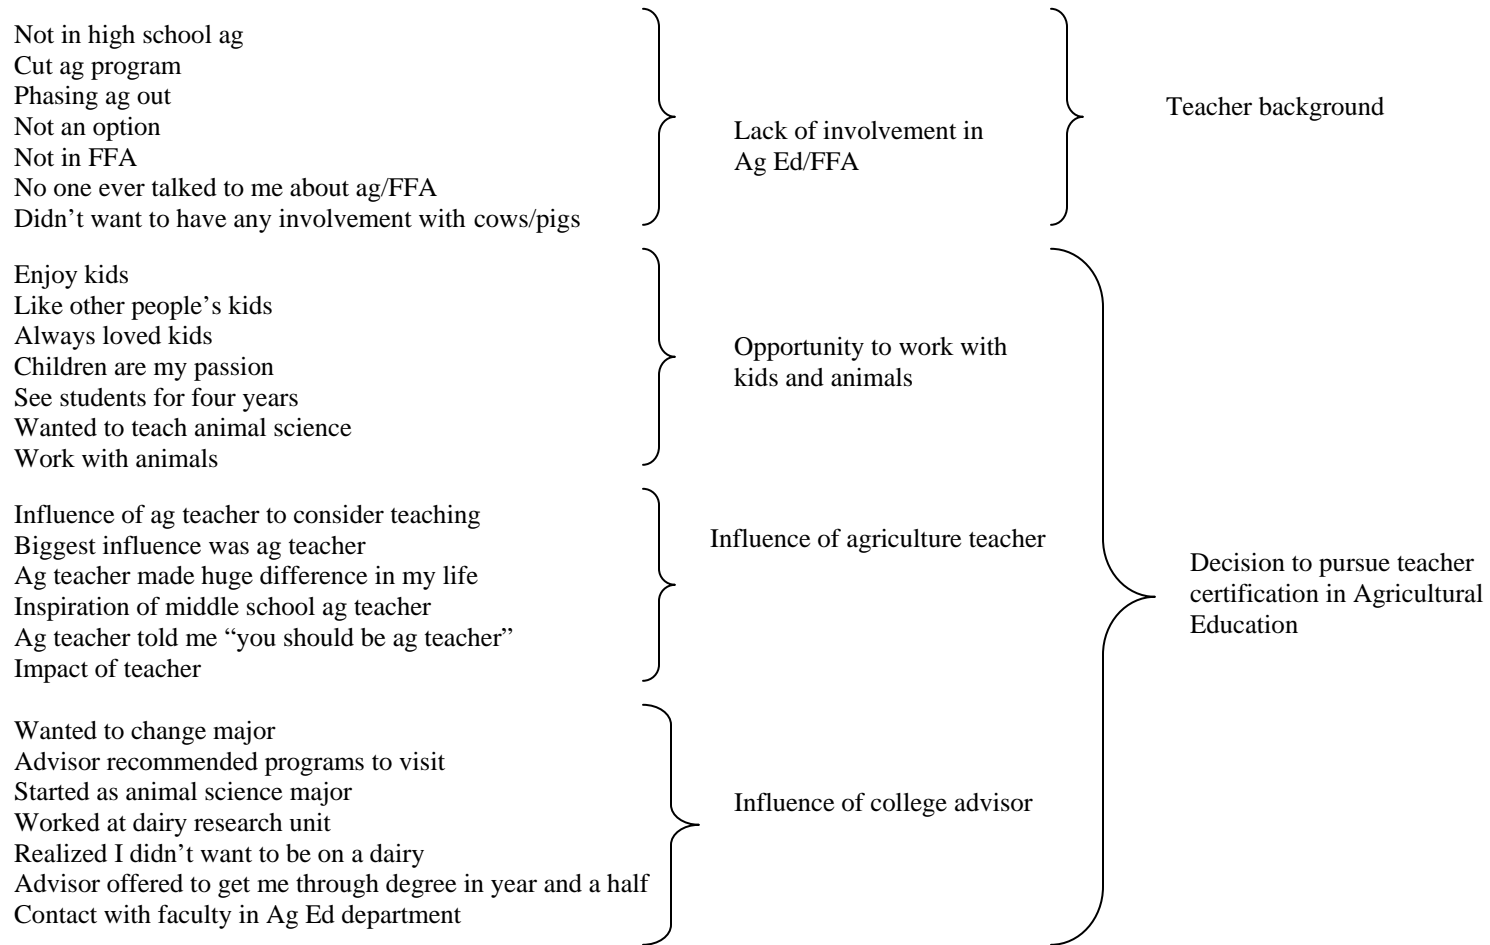 Not in high school ag
Cut ag program
Phasing ag out
Not an option
Not in FFA
No one ever talked to me about ag/FFA
Didn’t want to have any involvement with cows/pigs
Lack of involvement in
Ag Ed/FFA
Teacher background
Enjoy kids
Like other people’s kids
Always loved kids
Children are my passion
See students for four years
Wanted to teach animal science
Work with animals
Opportunity to work with
kids and animals
Influence of ag teacher to consider teaching
Biggest influence was ag teacher
Ag teacher made huge difference in my life
Inspiration of middle school ag teacher
Ag teacher told me “you should be ag teacher”
Impact of teacher
Influence of agriculture teacher
Wanted to change major
Advisor recommended programs to visit
Started as animal science major
Worked at dairy research unit
Realized I didn’t want to be on a dairy
Advisor offered to get me through degree in year and a half
Contact with faculty in Ag Ed department
Influence of college advisor
Decision to pursue teacher
certification in Agricultural
Education